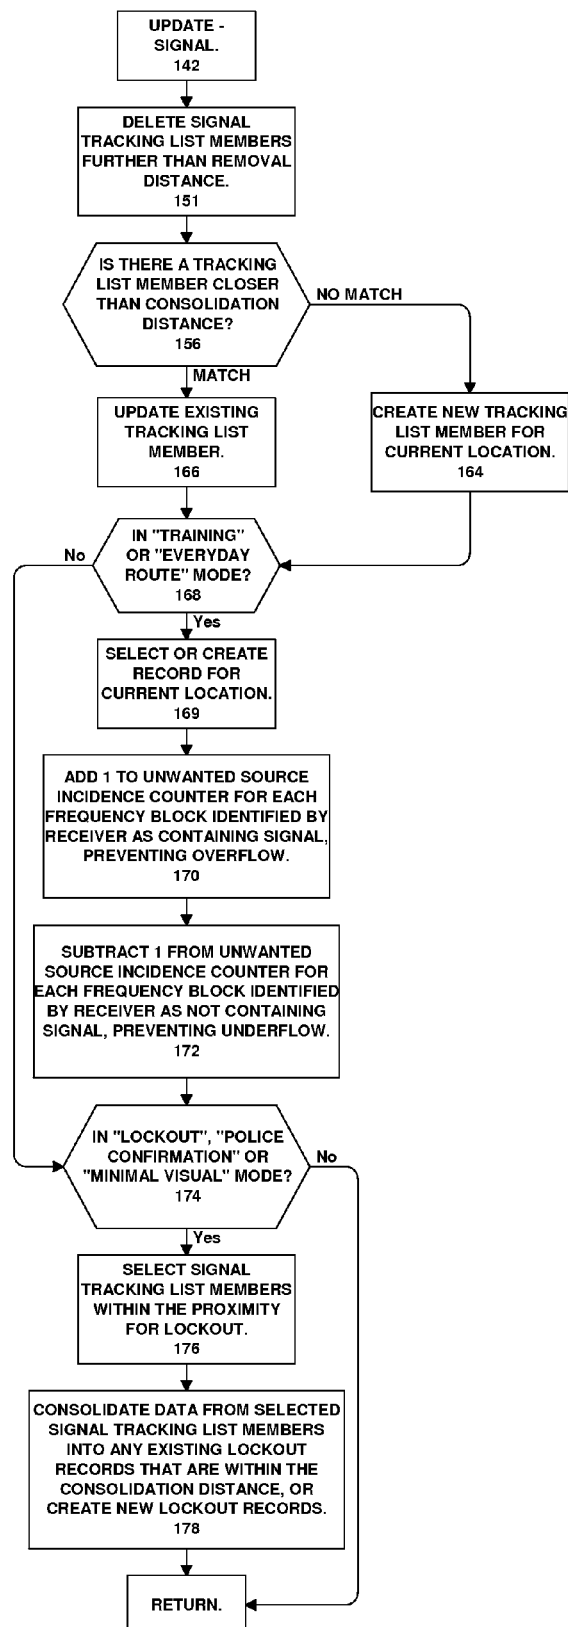 UPDATE -
SIGNAL.
142
DELETE SIGNAL
TRACKING LIST MEMBERS
FURTHER THAN REMOVAL
DISTANCE.
151
IS THERE A TRACKING
LIST MEMBER CLOSER
THAN CONSOLIDATION
DISTANCE?
156
NO MATCH
MATCH
UPDATE EXISTING
TRACKING LIST
MEMBER.
166
CREATE NEW TRACKING
LIST MEMBER FOR
CURRENT LOCATION.
164
IN "TRAINING"
OR "EVERYDAY
ROUTE" MODE?
168
No
Yes
SELECT OR CREATE
RECORD FOR
CURRENT LOCATION.
169
ADD 1 TO UNWANTED SOURCE
INCIDENCE COUNTER FOR EACH
FREQUENCY BLOCK IDENTIFIED BY
RECEIVER AS CONTAINING SIGNAL,
PREVENTING OVERFLOW.
170
SUBTRACT 1 FROM UNWANTED
SOURCE INCIDENCE COUNTER FOR
EACH FREQUENCY BLOCK IDENTIFIED
BY RECEIVER AS NOT CONTAINING
SIGNAL, PREVENTING UNDERFLOW.
172
IN "LOCKOUT", "POLICE
CONFIRMATION" OR
"MINIMAL VISUAL" MODE?
174
No
Yes
SELECT SIGNAL
TRACKING LIST MEMBERS
WITHIN THE PROXIMITY
FOR LOCKOUT.
176
CONSOLIDATE DATA FROM SELECTED
SIGNAL TRACKING LIST MEMBERS
INTO ANY EXISTING LOCKOUT
RECORDS THAT ARE WITHIN THE
CONSOLIDATION DISTANCE, OR
CREATE NEW LOCKOUT RECORDS.
178
RETURN.